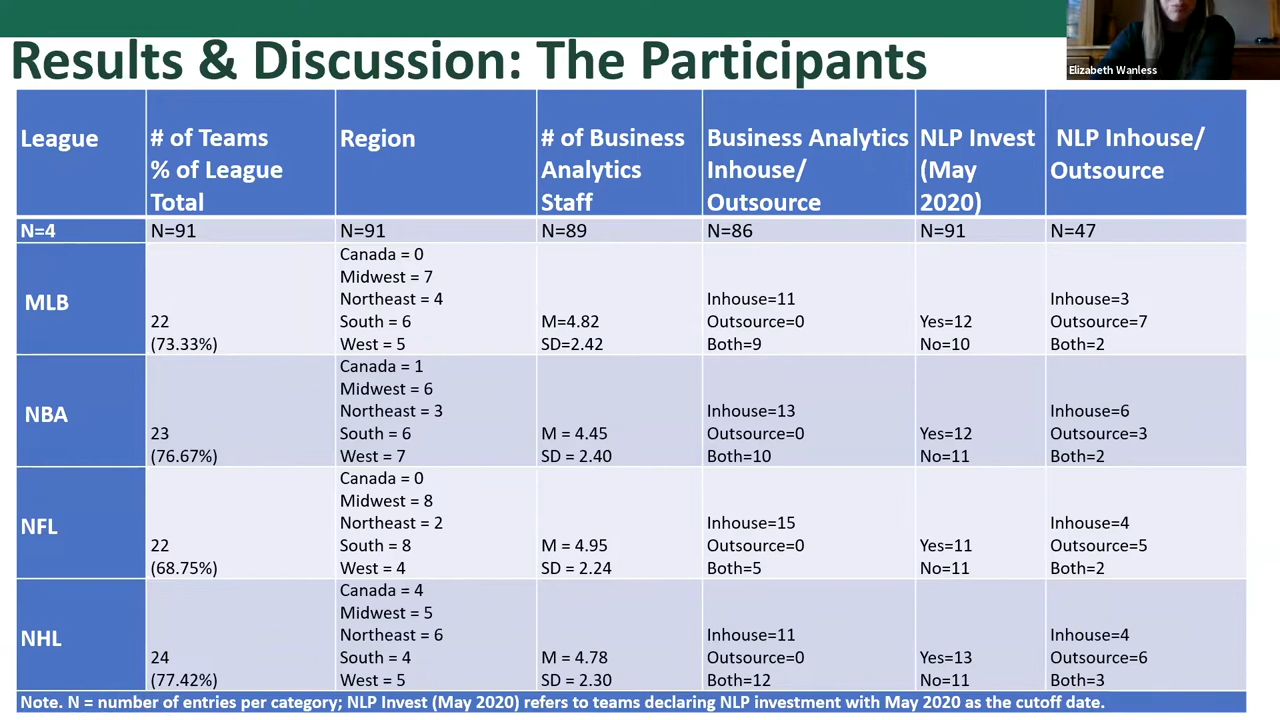 Results & Discussion: The Participants
Elizabeth Wanless
League
# of Teams
% of League
Total
Region
# of Business
Analytics
Staff
Business Analytics
Inhouse/
Outsource
NLP Invest
(May
2020)
NLP Inhouse/
Outsource
N=4
N=91
N=91
N=89
N=86
N=91
N=47
MLB
22
(73.33%)
Canada = 0
Midwest = 7
Northeast = 4
South = 6
West = 5
M=4.82
SD=2.42
Inhouse=11
Outsource=0
Both=9
Yes=12
No=10
Inhouse=3
Outsource=7
Both=2
NBA
23
(76.67%)
Canada = 1
Midwest = 6
Northeast = 3
South = 6
West = 7
M = 4.45
SD = 2.40
Inhouse=13
Outsource=0
Both=10
Yes=12
No=11
Inhouse=6
Outsource=3
Both=2
NFL
22
(68.75%)
Canada = 0
Midwest = 8
Northeast = 2
South = 8
West = 4
M = 4.95
SD = 2.24
Inhouse=15
Outsource=0
Both=5
Yes=11
No=11
Inhouse=4
Outsource=5
Both=2
NHL
24
(77.42%)
Canada = 4
Midwest = 5
Northeast = 6
South = 4
West = 5
M = 4.78
SD = 2.30
Inhouse=11
Outsource=0
Both=12
Yes=13
No=11
Inhouse=4
Outsource=6
Both=3
Note. N = number of entries per category; NLP Invest (May 2020) refers to teams declaring NLP investment with May 2020 as the cutoff date.